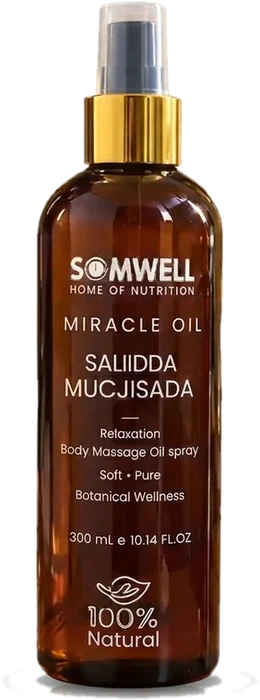 SOMWELL
HOME OF NUTRITION
MIRACLE OIL
SALIIDDA
MUCJISADA
Relaxation
Body Massage Oil spray
Soft • Pure
Botanical Wellness
300 mL e 10.14 FL.OZ
100%
Natural